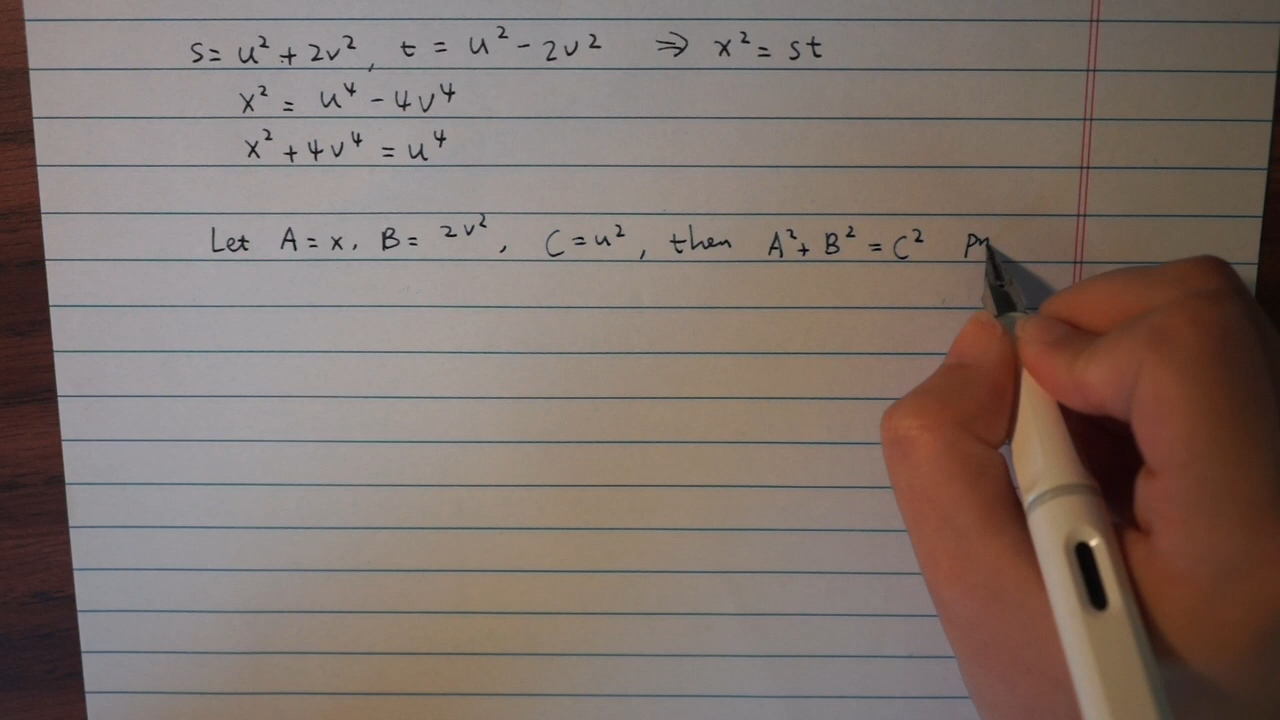 s = u² + 2v², t = u² - 2v² ⇒ x² = st
x² = u⁴ - 4v⁴
x² + 4v⁴ = u⁴
Let A = x, B = 2v², C = u², then A² + B² = C²